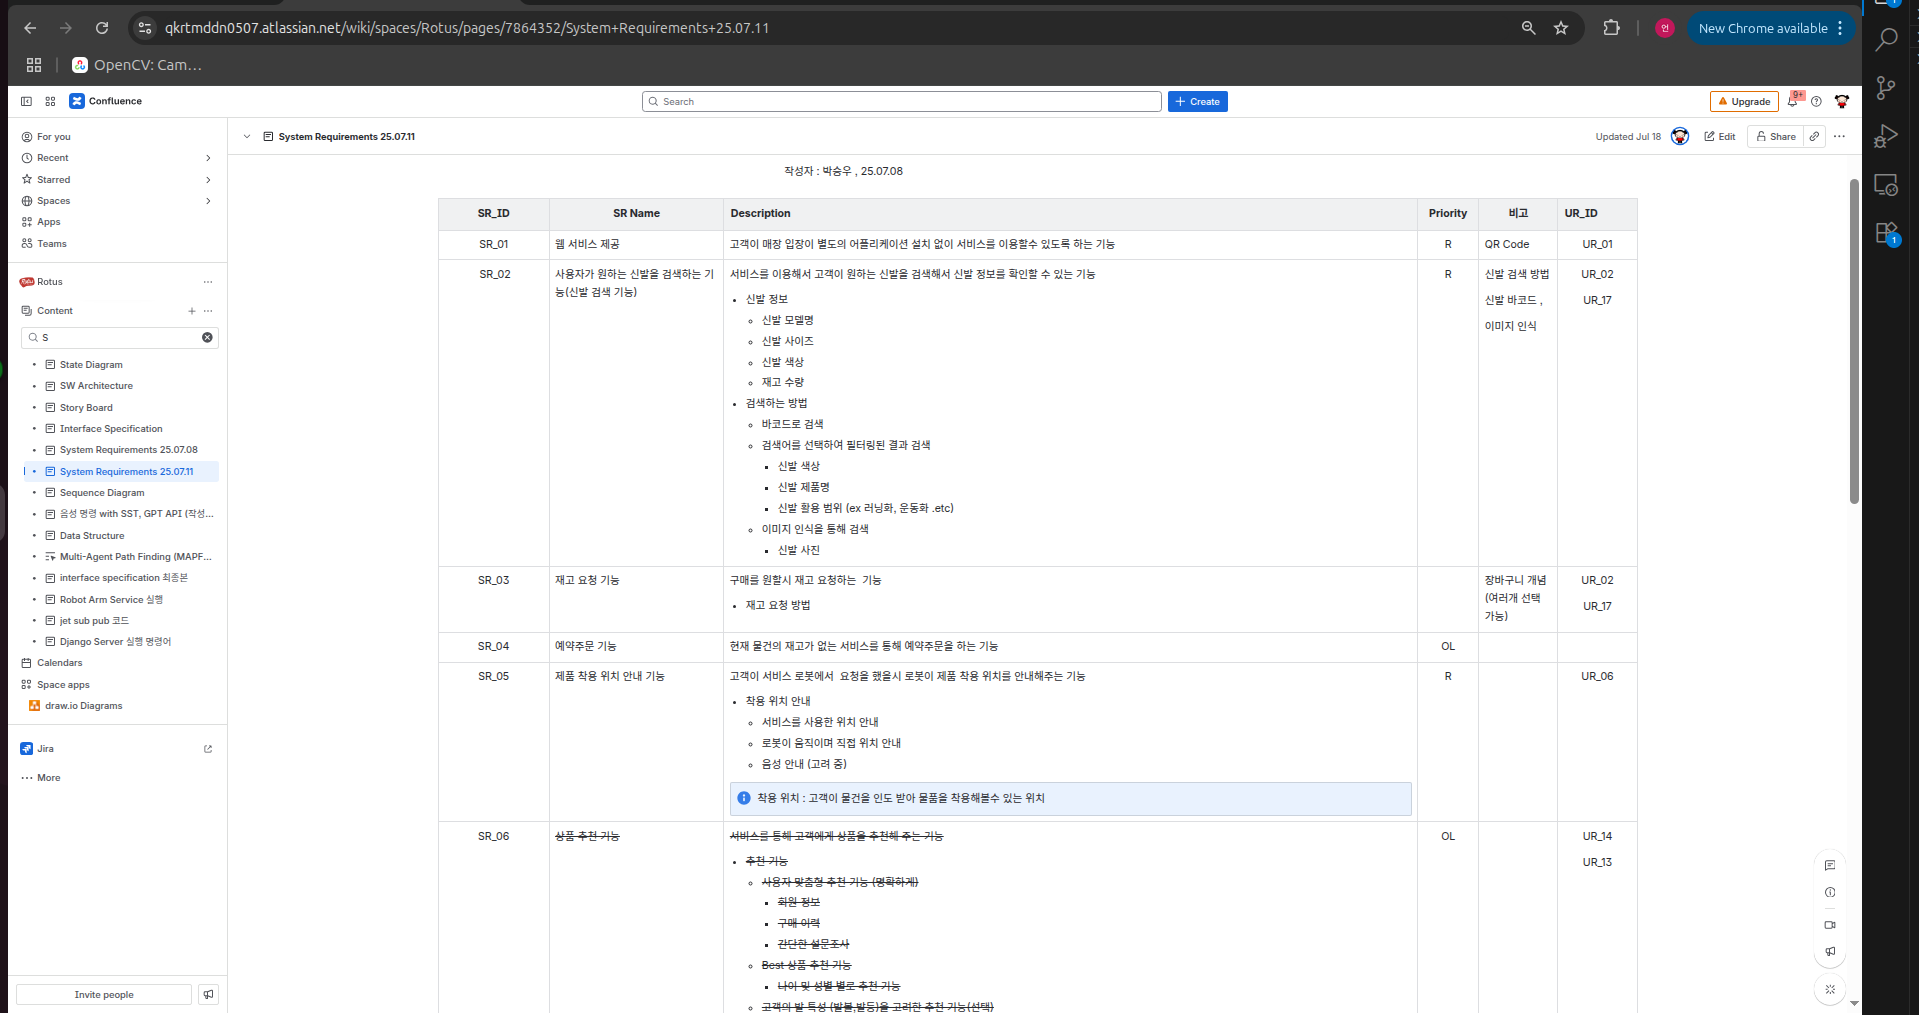 qkrtmddn0507.atlassian.net/wiki/spaces/Rotus/pages/7864352/System+Requirements+25.07.11
언
New Chrome available
OpenCV: Cam...
Confluence
Search
Create
Upgrade
9+
For you
Recent
Starred
Spaces
Apps
Teams
Rotus
Content
S
State Diagram
SW Architecture
Story Board
Interface Specification
System Requirements 25.07.08
System Requirements 25.07.11
Sequence Diagram
음성 명령 with SST, GPT API (작성...
Data Structure
Multi-Agent Path Finding (MAPF...
interface specification 최종본
Robot Arm Service 실행
jet sub pub 코드
Django Server 실행 명령어
Calendars
Space apps
draw.io Diagrams
Jira
More
Invite people
System Requirements 25.07.11
Updated Jul 18
Edit
Share
작성자 : 박승우 , 25.07.08
SR_ID SR Name Description Priority 비고 UR_ID
SR_01 웹 서비스 제공 고객이 매장 입장이 별도의 어플리케이션 설치 없이 서비스를 이용할수 있도록 하는 기능 R QR Code UR_01
SR_02 사용자가 원하는 신발을 검색하는 기 서비스를 이용해서 고객이 원하는 신발을 검색해서 신발 정보를 확인할 수 있는 기능 R 신발 검색 방법 UR_02
능(신발 검색 기능)
신발 정보 신발 바코드 , UR_17
신발 모델명
이미지 인식
신발 사이즈
신발 색상
재고 수량
검색하는 방법
바코드로 검색
검색어를 선택하여 필터링된 결과 검색
신발 색상
신발 제품명
신발 활용 범위 (ex 러닝화, 운동화 .etc)
이미지 인식을 통해 검색
신발 사진
SR_03 재고 요청 기능 구매를 원할시 재고 요청하는 기능 장바구니 개념 UR_02
(여러개 선택
재고 요청 방법 UR_17
가능)
SR_04 예약주문 기능 현재 물건의 재고가 없는 서비스를 통해 예약주문을 하는 기능 OL
SR_05 제품 착용 위치 안내 기능 고객이 서비스 로봇에서 요청을 했을시 로봇이 제품 착용 위치를 안내해주는 기능 R UR_06
착용 위치 안내
서비스를 사용한 위치 안내
로봇이 움직이며 직접 위치 안내
음성 안내 (고려 중)
착용 위치 : 고객이 물건을 인도 받아 물품을 착용해볼수 있는 위치
SR_06 상품 추천 기능 서비스를 통해 고객에게 상품을 추천해 주는 기능 OL UR_14
추천 기능 UR_13
사용자 맞춤형 추천 기능 (명확하게)
회원 정보
구매 이력
간단한 설문조사
Best 상품 추천 기능
나이 및 성별 별로 추천 기능
고객의 발 특성 (발볼,발등)을 고려한 추천 기능(선택)
1